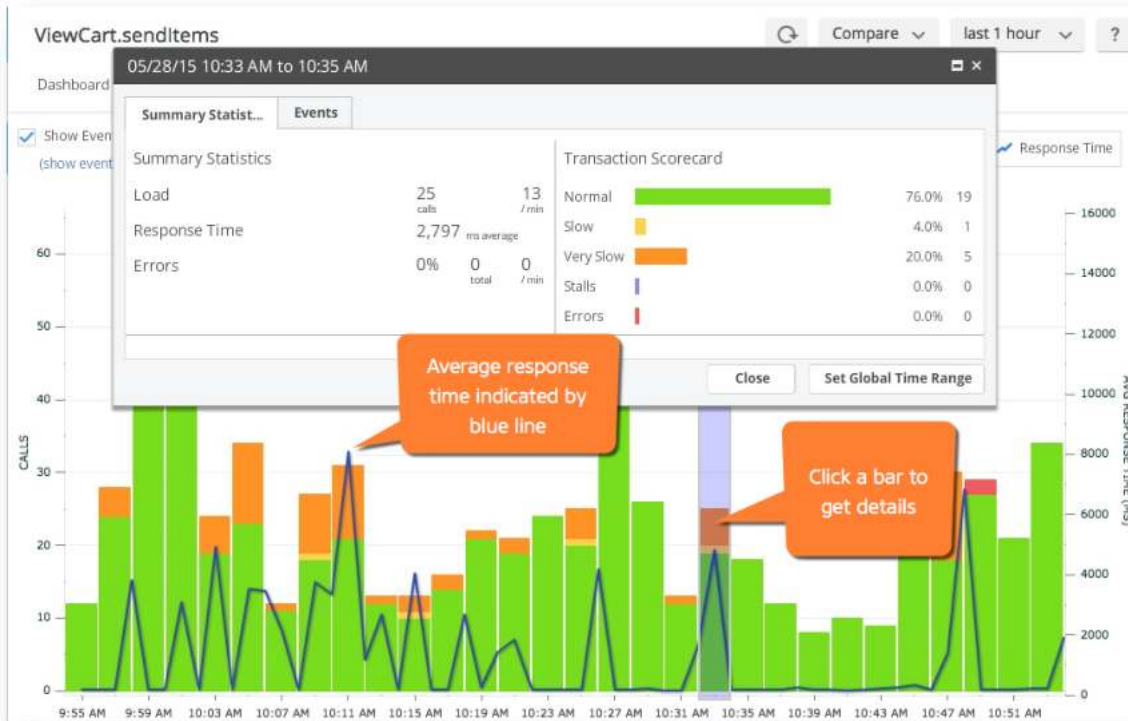 ViewCart.sendItems
Compare
last 1 hour
?
05/28/15 10:33 AM to 10:35 AM
Dashboard
Summary Statist...
Events
Show Even
(show event
Response Time
Summary Statistics
Load 25 calls 13 / min
Response Time 2,797 ms average
Errors 0% 0 total 0 / min
Transaction Scorecard
Normal 76.0% 19
Slow 4.0% 1
Very Slow 20.0% 5
Stalls 0.0% 0
Errors 0.0% 0
Close
Set Global Time Range
Average response
time indicated by
blue line
Click a bar to
get details
CALLS
60
50
40
30
20
10
0
16000
14000
12000
10000
8000
6000
4000
2000
0
AVG RESPONSE TIME (MS)
9:55 AM 9:59 AM 10:03 AM 10:07 AM 10:11 AM 10:15 AM 10:19 AM 10:23 AM 10:27 AM 10:31 AM 10:35 AM 10:39 AM 10:43 AM 10:47 AM 10:51 AM